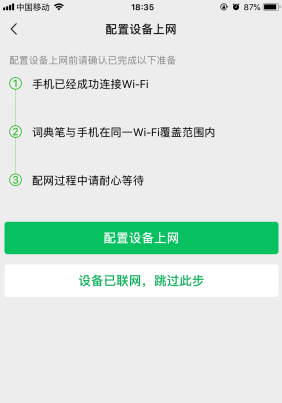 中国移动
18:35
87%
配置设备上网
配置设备上网前请确认已完成以下准备
1 手机已经成功连接Wi-Fi
2 词典笔与手机在同一Wi-Fi覆盖范围内
3 配网过程中请耐心等待
配置设备上网
设备已联网，跳过此步